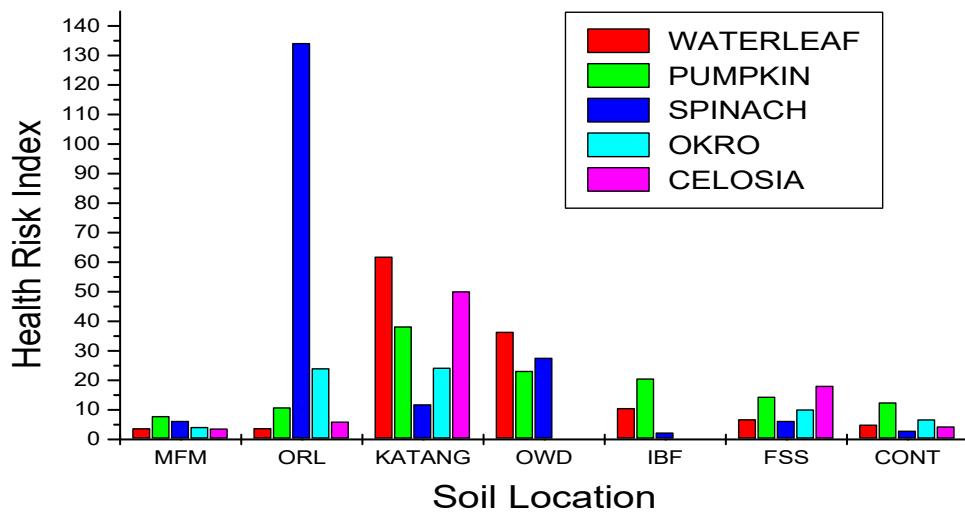 140
130
120
110
100
90
80
70
60
50
40
30
20
10
0
Health Risk Index
WATERLEAF
PUMPKIN
SPINACH
OKRO
CELOSIA
MFM ORL KATANG OWD IBF FSS CONT
Soil Location